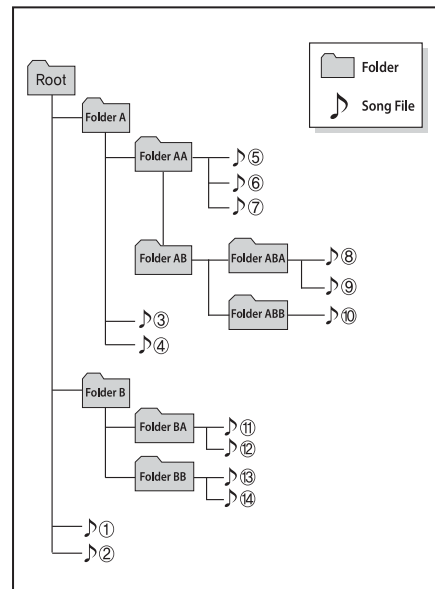 Root
Folder
Song File
Folder A
Folder AA
⑤
⑥
⑦
Folder AB
Folder ABA
⑧
⑨
Folder ABB
⑩
③
④
Folder B
Folder BA
⑪
⑫
Folder BB
⑬
⑭
①
②